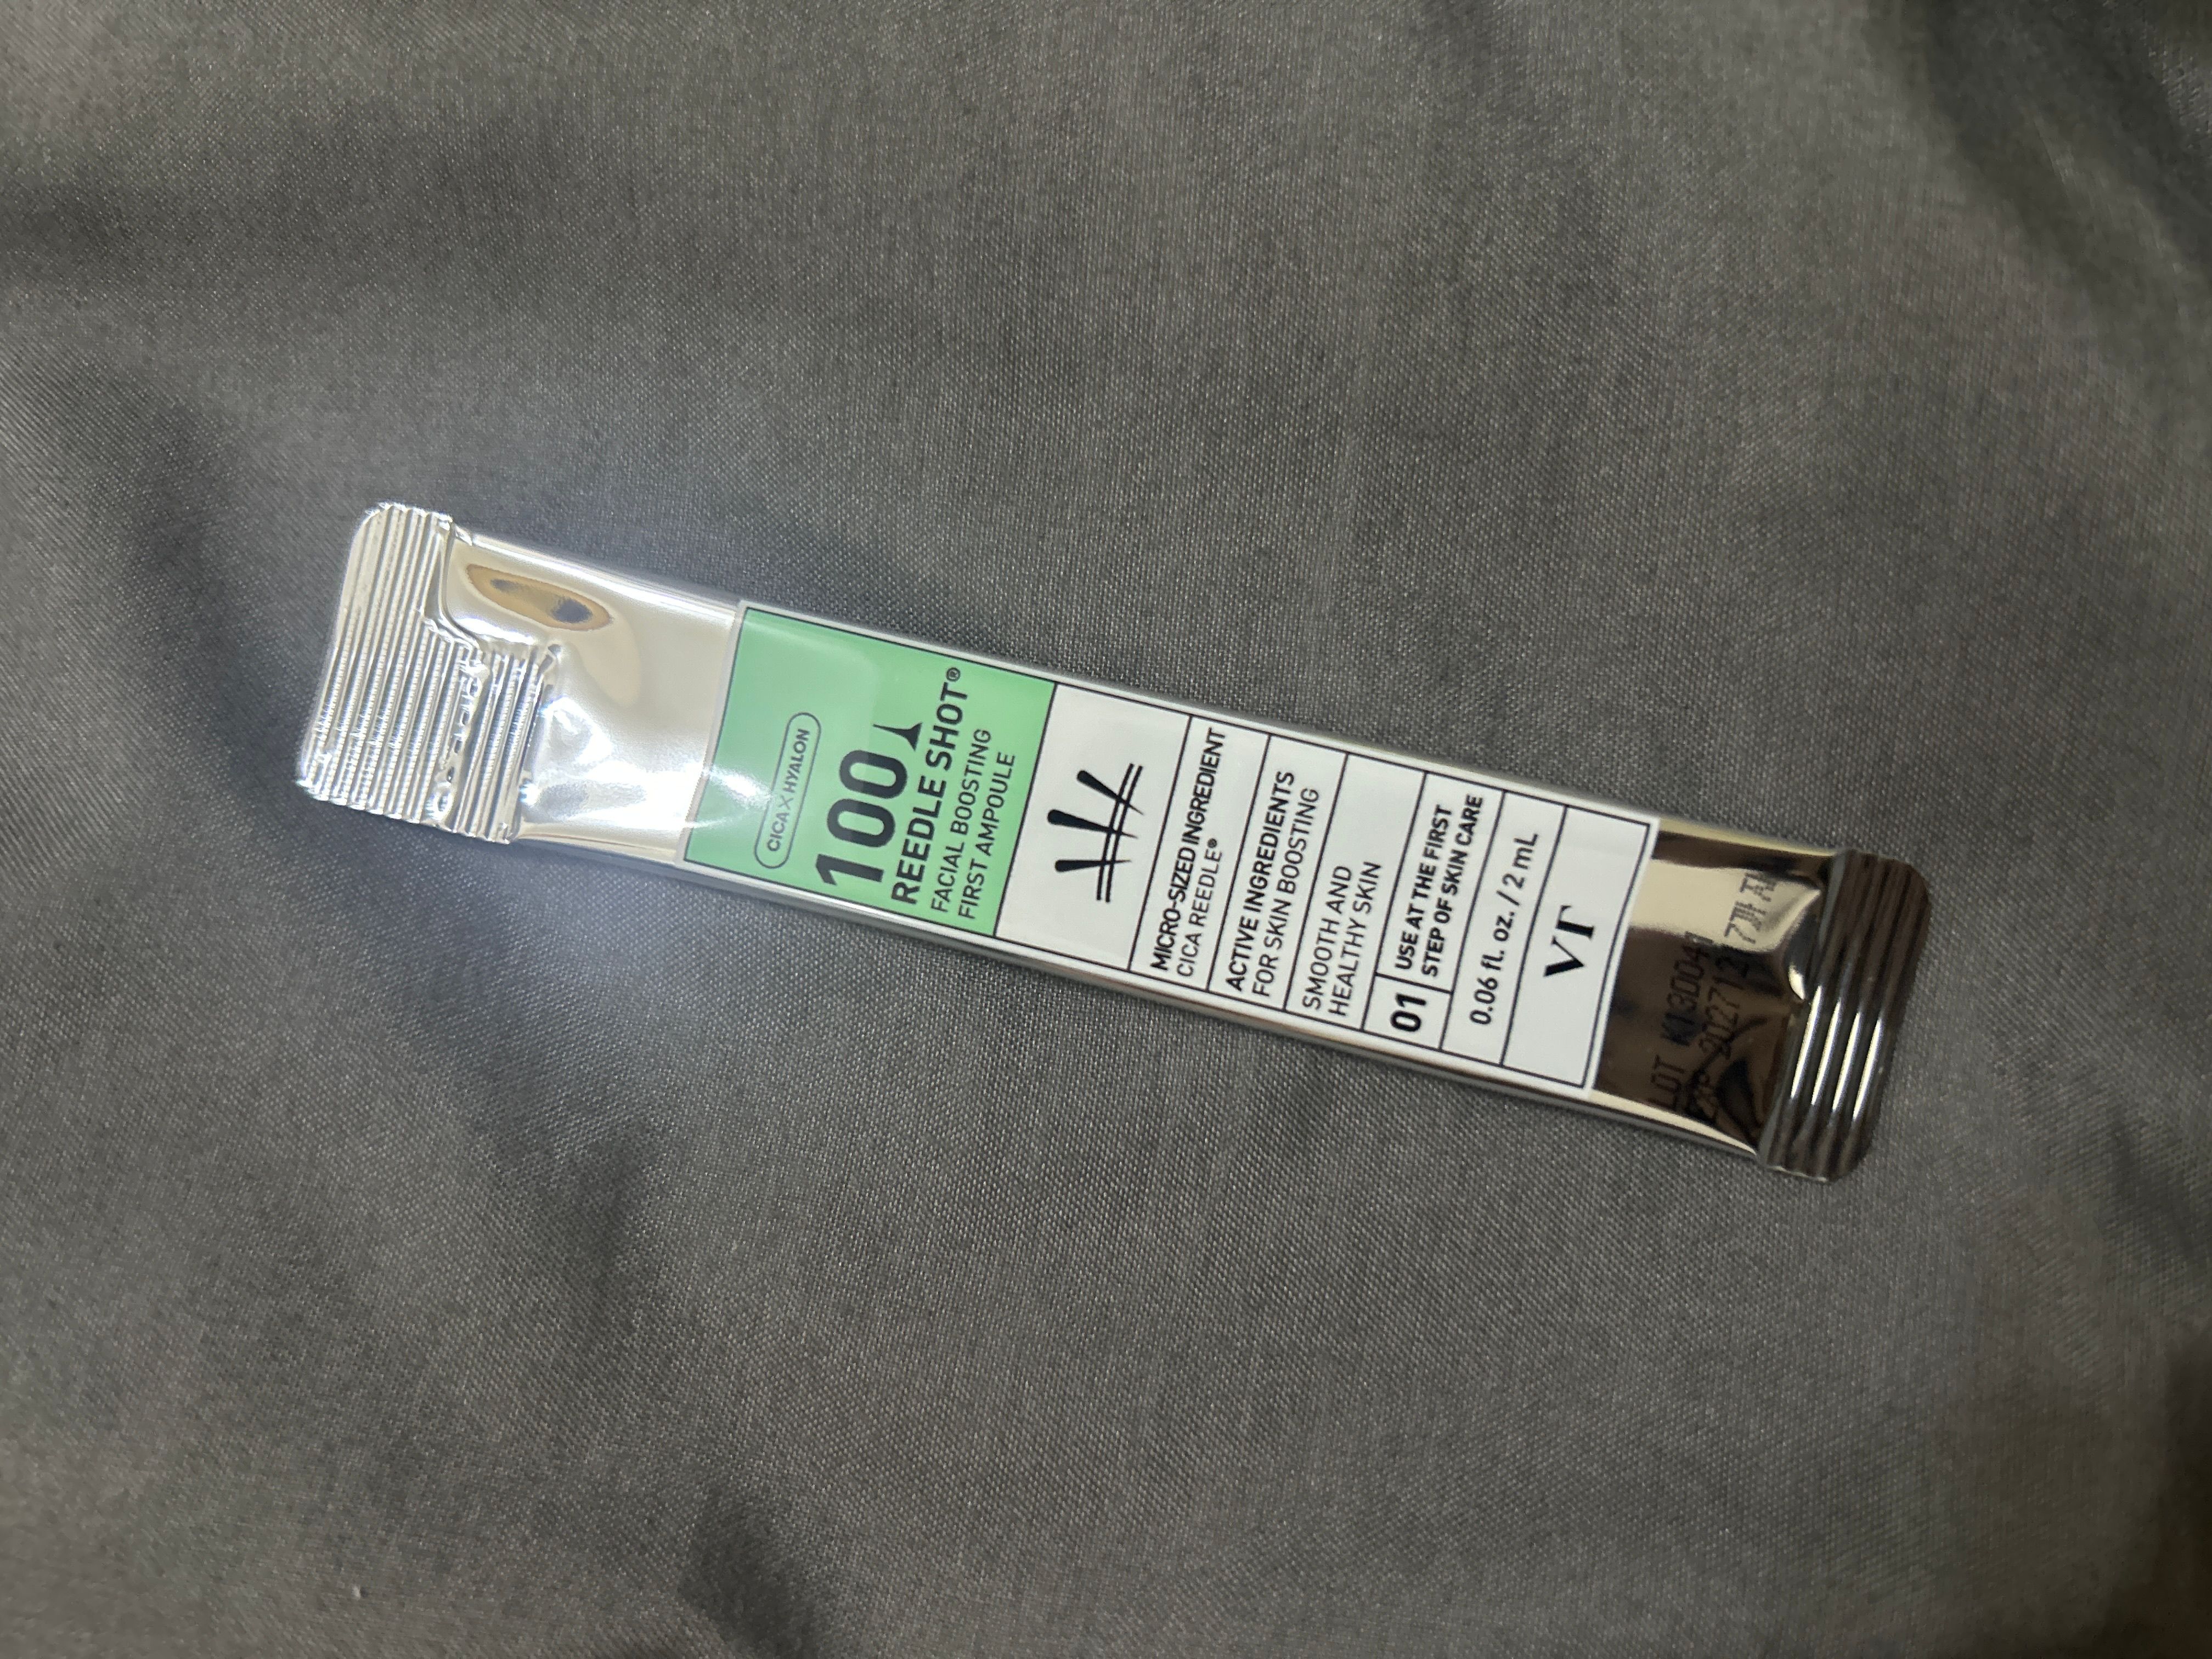 CICA X HYALON
100
REEDLE SHOT®
FACIAL BOOSTING
FIRST AMPOULE
MICRO-SIZED INGREDIENT
CICA REEDLE®
ACTIVE INGREDIENTS
FOR SKIN BOOSTING
SMOOTH AND
HEALTHY SKIN
01
USE AT THE FIRST
STEP OF SKIN CARE
0.06 fl. oz. / 2 mL
VT
LOT
EXP